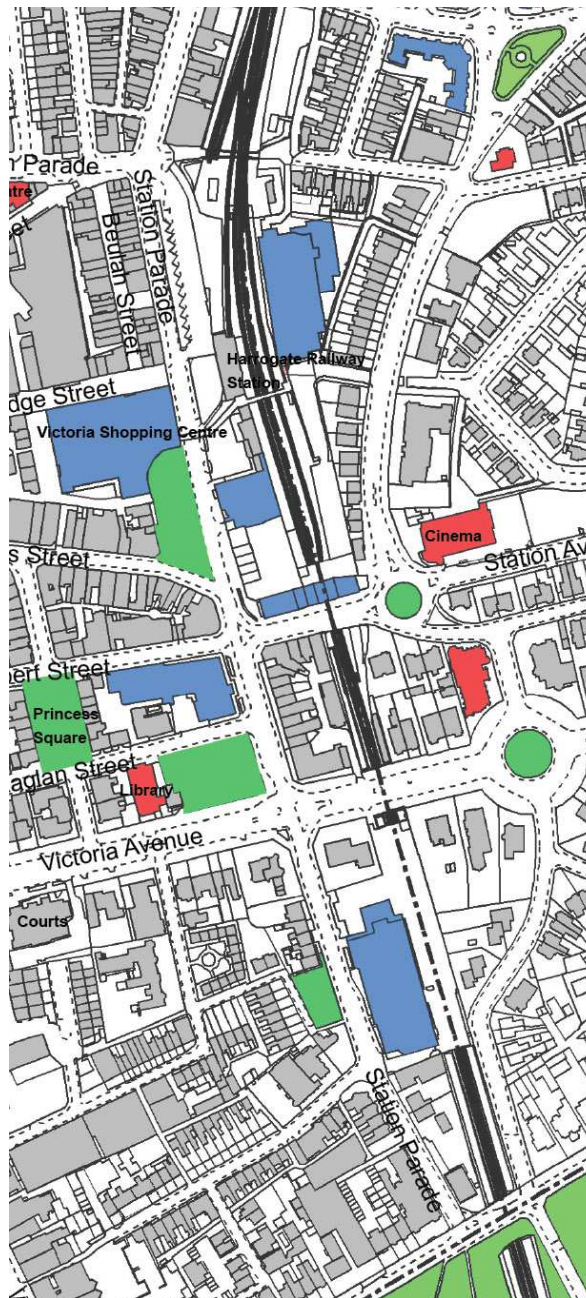 Parade
Station Parade
Beulah Street
Harrogate Railway
Station
Victoria Shopping Centre
Street
Cinema
Street
Station Av
Street
Princess
Square
Street
Library
Victoria Avenue
Courts
Station Parade